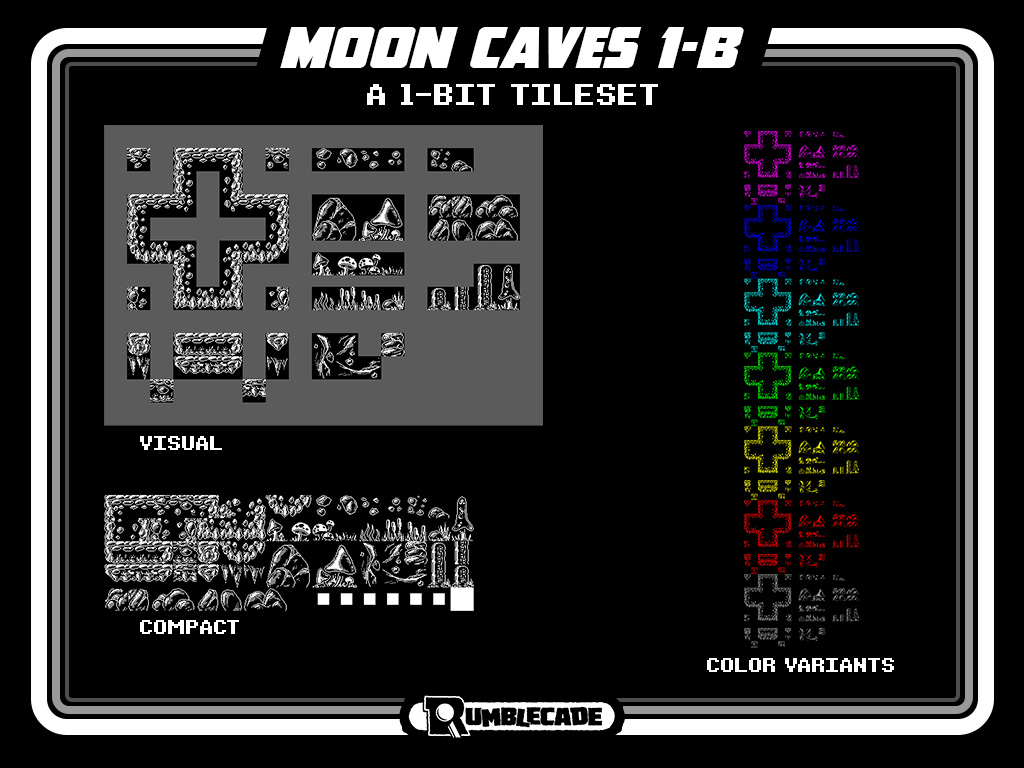 MOON CAVES 1-B
A 1-BIT TILESET
VISUAL
COMPACT
COLOR VARIANTS
RUMBLECADE